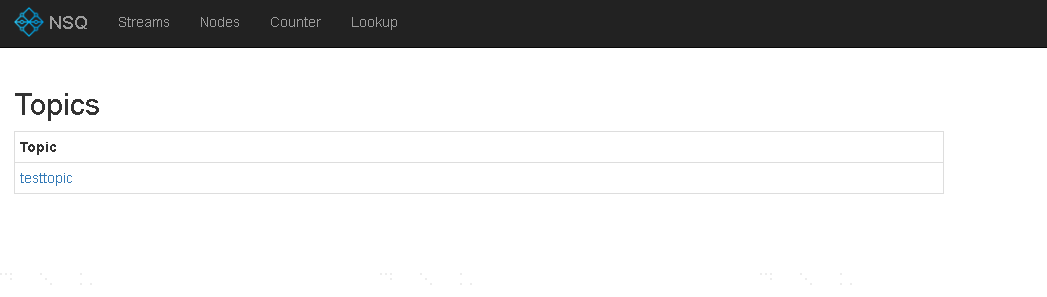 NSQ Streams Nodes Counter Lookup
Topics
Topic
testtopic